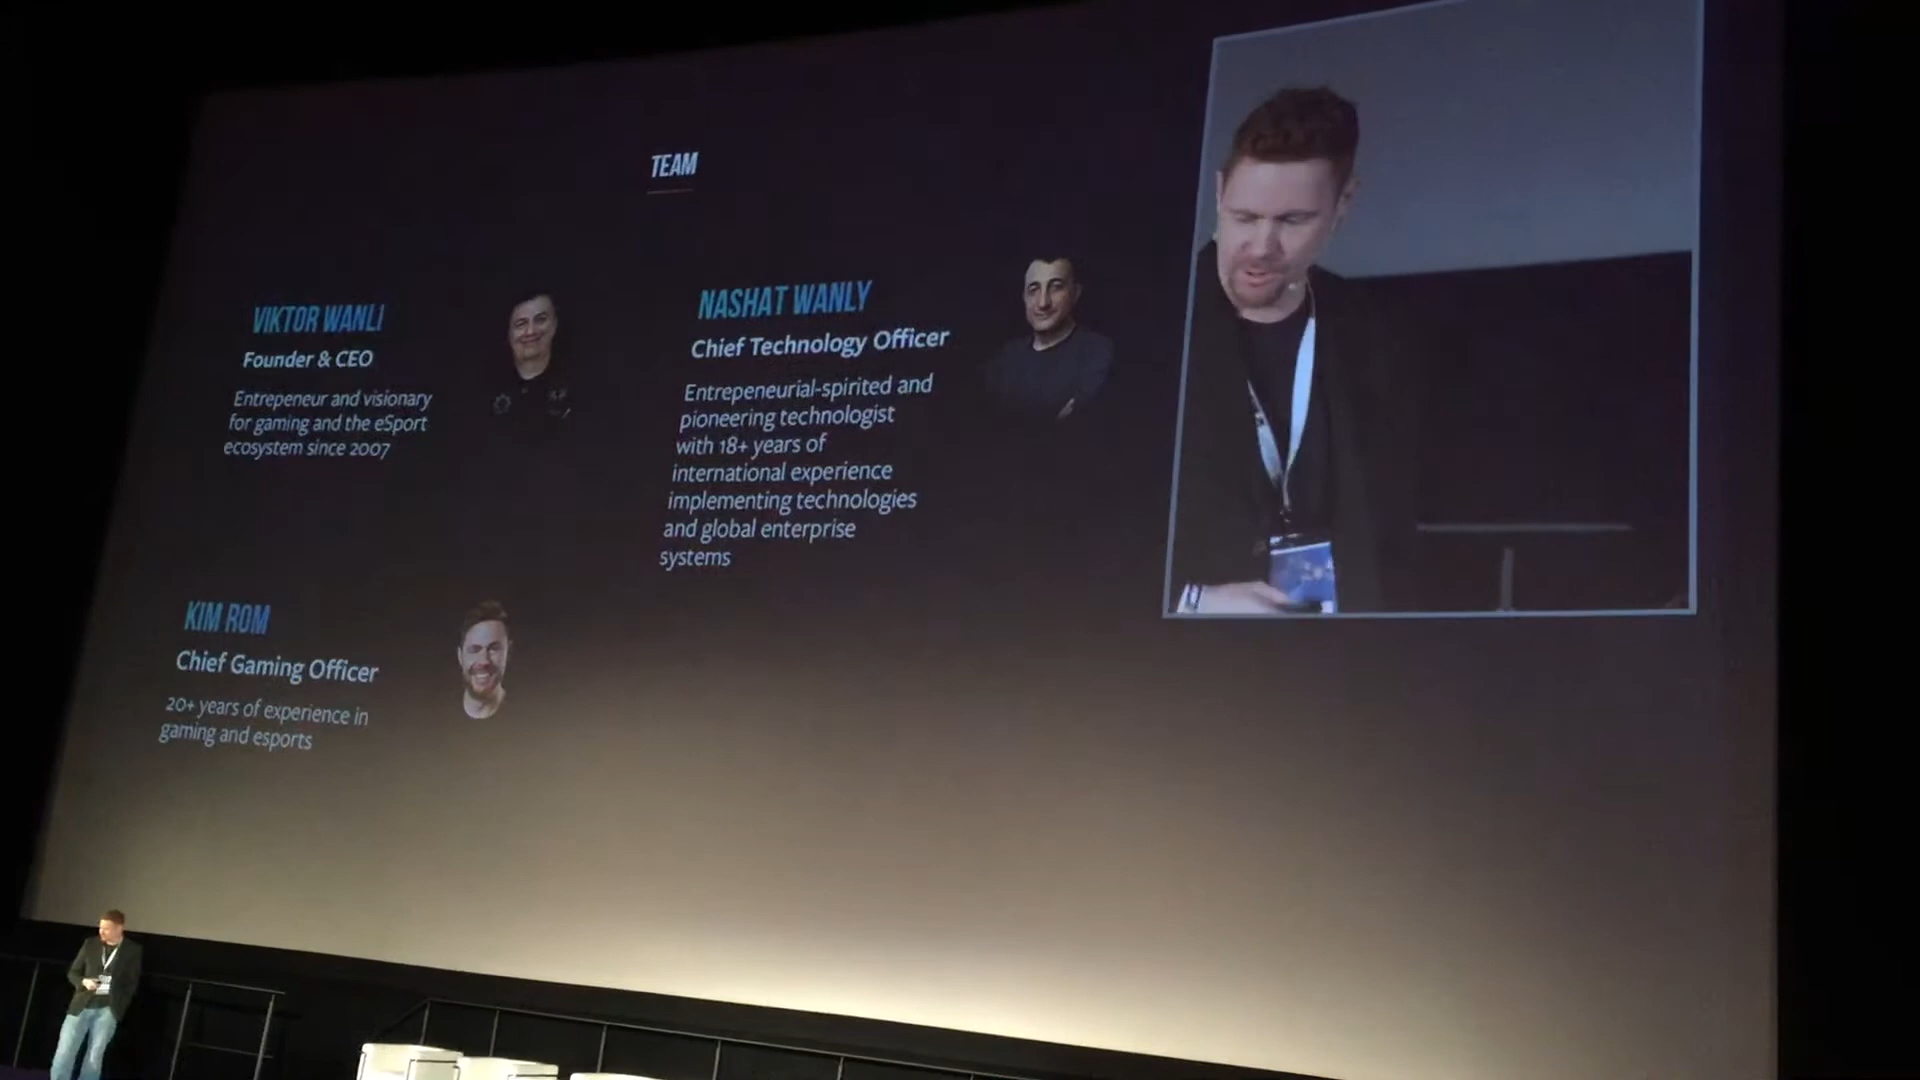 TEAM
VIKTOR WANLI
Founder & CEO
Entrepeneur and visionary
for gaming and the eSport
ecosystem since 2007
NASHAT WANLY
Chief Technology Officer
Entrepeneurial-spirited and
pioneering technologist
with 18+ years of
international experience
implementing technologies
and global enterprise
systems
KIM ROM
Chief Gaming Officer
20+ years of experience in
gaming and esports